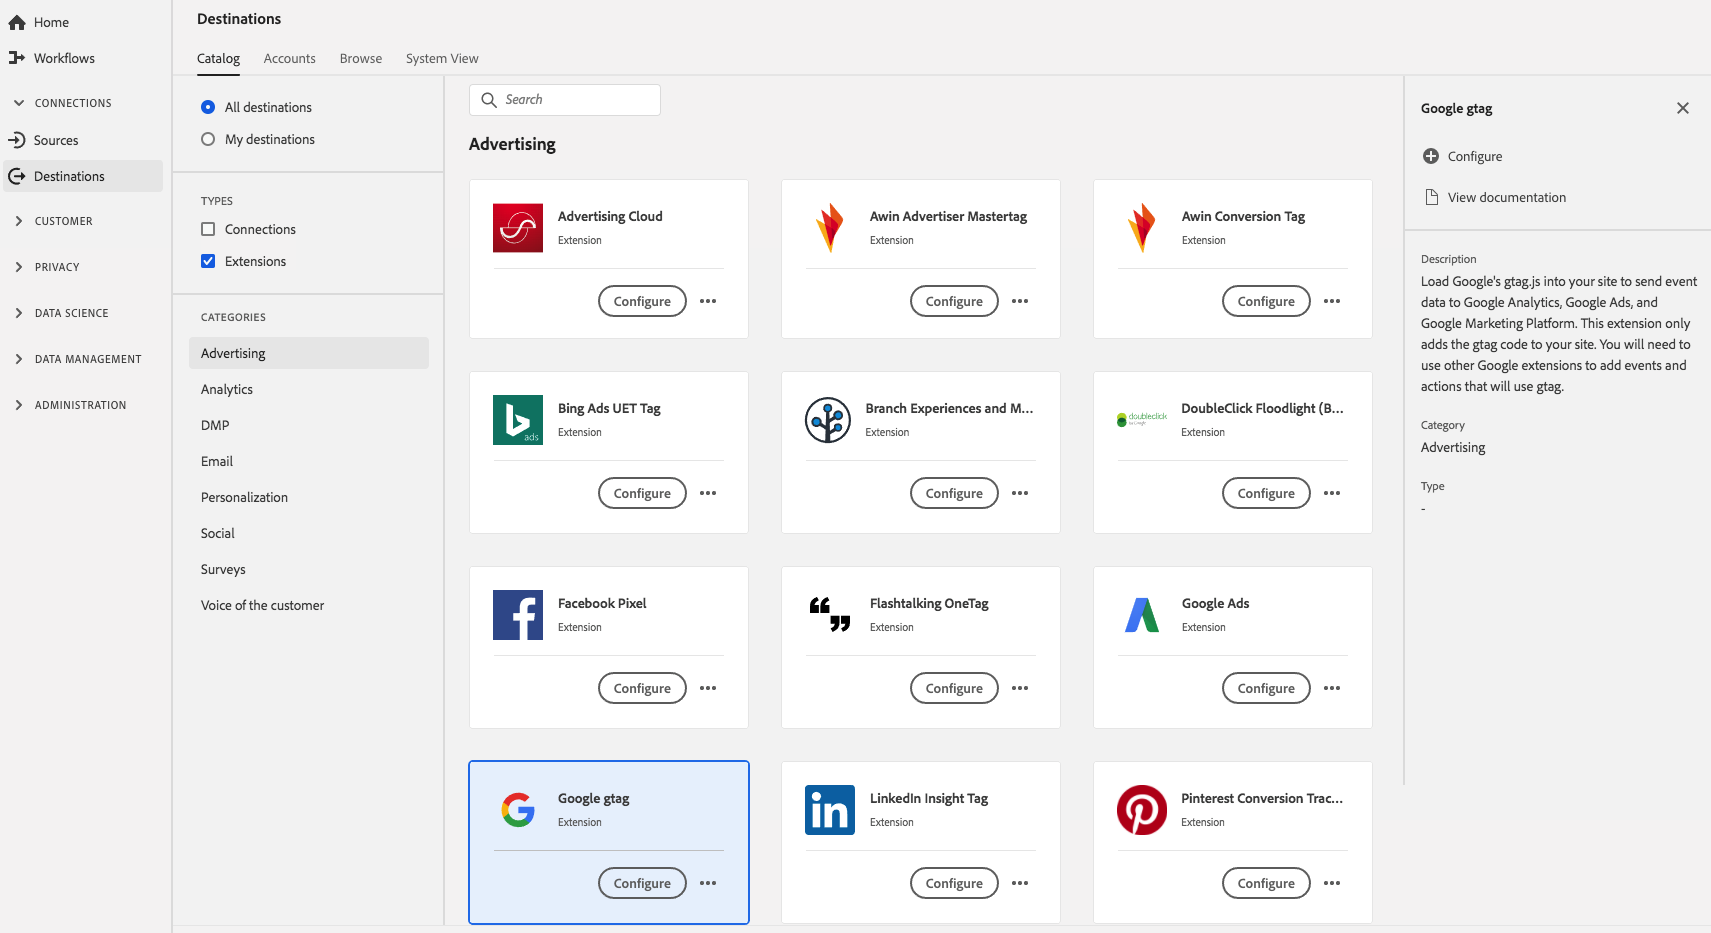 Home
Workflows
CONNECTIONS
Sources
Destinations
CUSTOMER
PRIVACY
DATA SCIENCE
DATA MANAGEMENT
ADMINISTRATION
Destinations
Catalog Accounts Browse System View
All destinations
My destinations
TYPES
Connections
Extensions
CATEGORIES
Advertising
Analytics
DMP
Email
Personalization
Social
Surveys
Voice of the customer
Search
Advertising
Advertising Cloud
Extension
Configure
Awin Advertiser Mastertag
Extension
Configure
Awin Conversion Tag
Extension
Configure
ads
Bing Ads UET Tag
Extension
Configure
Branch Experiences and M...
Extension
Configure
doubleclick
by Google
DoubleClick Floodlight (B...
Extension
Configure
Facebook Pixel
Extension
Configure
Flashtalking OneTag
Extension
Configure
Google Ads
Extension
Configure
Google gtag
Extension
Configure
in
LinkedIn Insight Tag
Extension
Configure
Pinterest Conversion Trac...
Extension
Configure
Google gtag
Configure
View documentation
Description
Load Google's gtag.js into your site to send event
data to Google Analytics, Google Ads, and
Google Marketing Platform. This extension only
adds the gtag code to your site. You will need to
use other Google extensions to add events and
actions that will use gtag.
Category
Advertising
Type
-